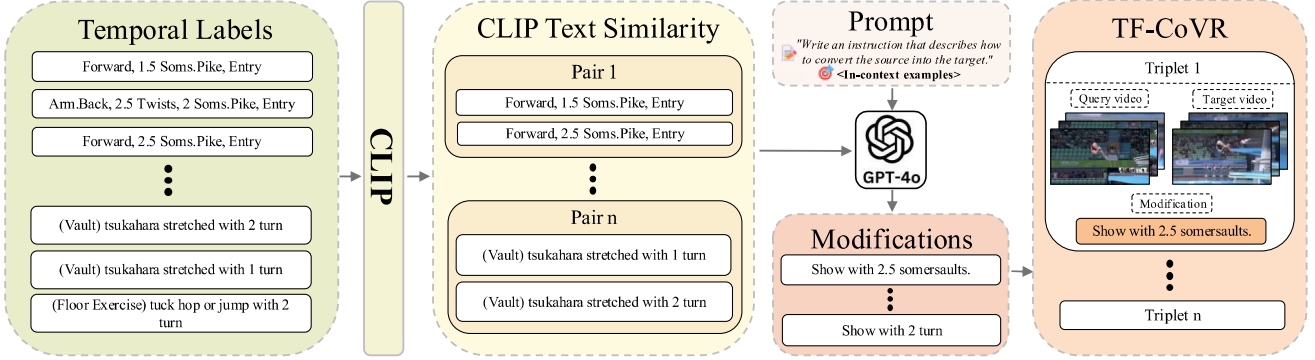 Temporal Labels
Forward, 1.5 Soms.Pike, Entry
Arm.Back, 2.5 Twists, 2 Soms.Pike, Entry
Forward, 2.5 Soms.Pike, Entry
(Vault) tsukahara stretched with 2 turn
(Vault) tsukahara stretched with 1 turn
(Floor Exercise) tuck hop or jump with 2
turn
CLIP
CLIP Text Similarity
Pair 1
Forward, 1.5 Soms.Pike, Entry
Forward, 2.5 Soms.Pike, Entry
Pair n
(Vault) tsukahara stretched with 1 turn
(Vault) tsukahara stretched with 2 turn
Prompt
"Write an instruction that describes how
to convert the source into the target."
<In-context examples>
GPT-4o
Modifications
Show with 2.5 somersaults.
Show with 2 turn
TF-CoVR
Triplet 1
Query video
Target video
Modification
Show with 2.5 somersaults.
Triplet n